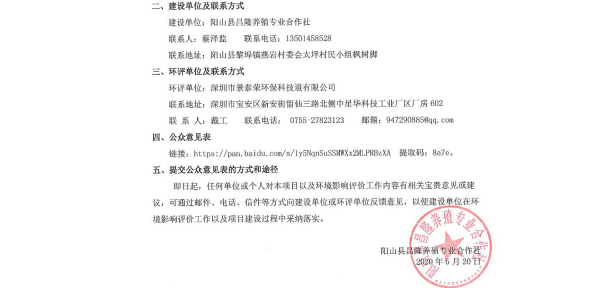 二、建设单位及联系方式
建设单位：阳山县昌隆养殖专业合作社
联系人：蔡洋监 联系电话：13501458528
联系地址：阳山县黎埠镇燕岩村委会太坪村民小组枫树脚
三、环评单位及联系方式
环评单位：深圳市景泰荣环保科技道有限公司
联系地址：深圳市宝安区新安街留仙三路北侧中星华科技工业厂区厂房 602
联 系 人：戴工 联系电话： 0755-27823123 邮箱：947290885@qq.com
四、公众意见表
链接：https://pan.baidu.com/s/1y5NqnSuSSMWXx2MLPRBzXA 提取码：8a7e。
五、提交公众意见表的方式和途径
即日起，任何单位或个人对本项目以及环境影响评价工作内容有相关宝贵意见或建
议，可通过邮件、电话、信件等方式向建设单位或环评单位反馈意见，以便建设单位在环
境影响评价工作以及项目建设过程中采纳落实。
阳山县昌隆养殖专业合作社
2020 年 5 月 20 日